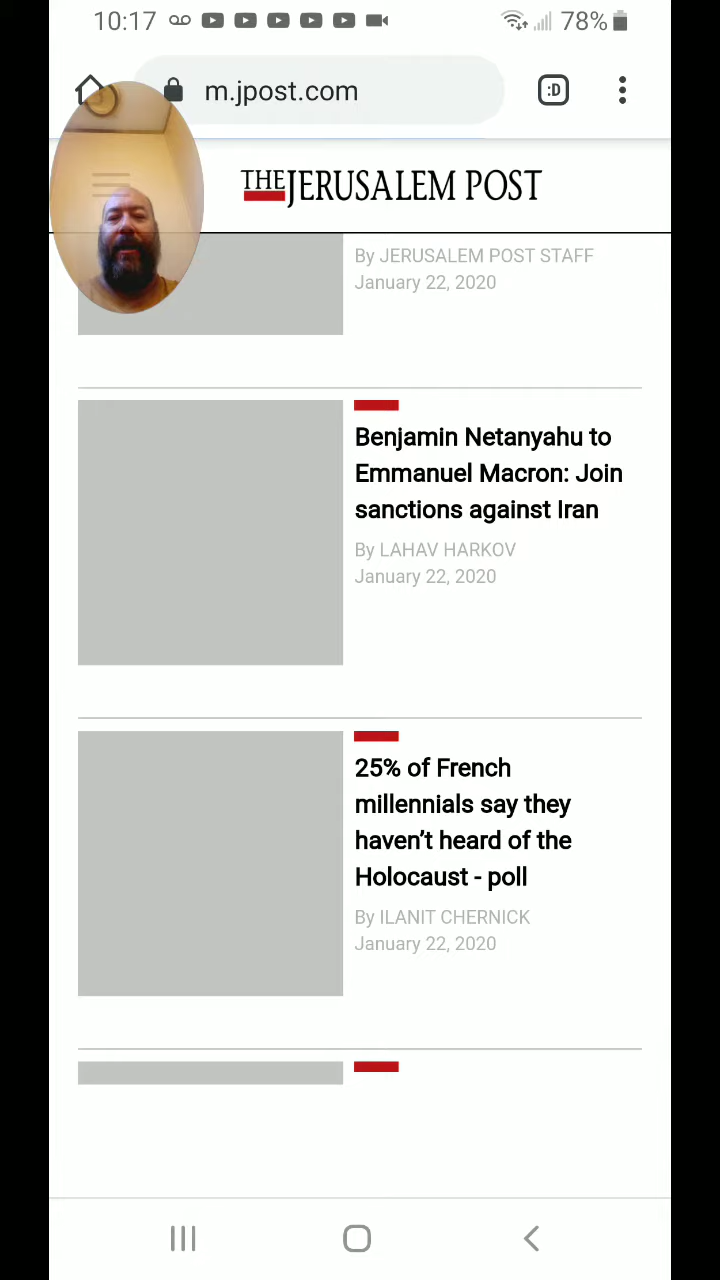 10:17 78%
m.jpost.com :D
THE JERUSALEM POST
By JERUSALEM POST STAFF
January 22, 2020
Benjamin Netanyahu to
Emmanuel Macron: Join
sanctions against Iran
By LAHAV HARKOV
January 22, 2020
25% of French
millennials say they
haven’t heard of the
Holocaust - poll
By ILANIT CHERNICK
January 22, 2020